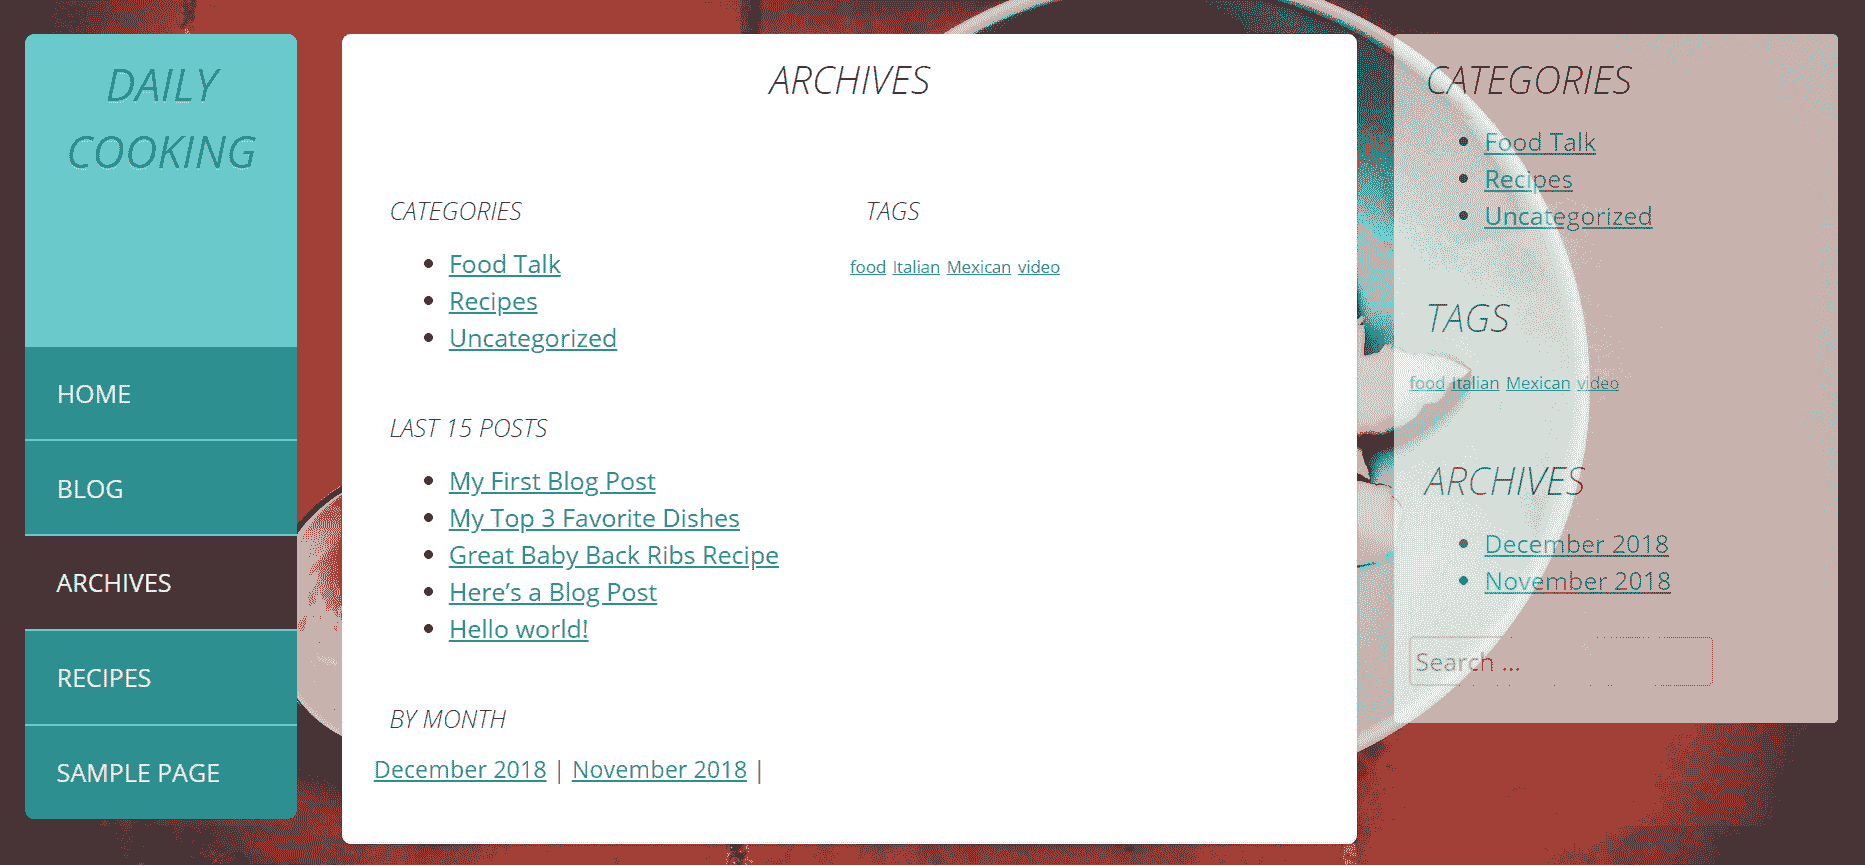 DAILY
COOKING
HOME
BLOG
ARCHIVES
RECIPES
SAMPLE PAGE
ARCHIVES
CATEGORIES
Food Talk
Recipes
Uncategorized
TAGS
food Italian Mexican video
LAST 15 POSTS
My First Blog Post
My Top 3 Favorite Dishes
Great Baby Back Ribs Recipe
Here’s a Blog Post
Hello world!
BY MONTH
December 2018 | November 2018 |
CATEGORIES
Food Talk
Recipes
Uncategorized
TAGS
food Italian Mexican video
ARCHIVES
December 2018
November 2018
Search ...